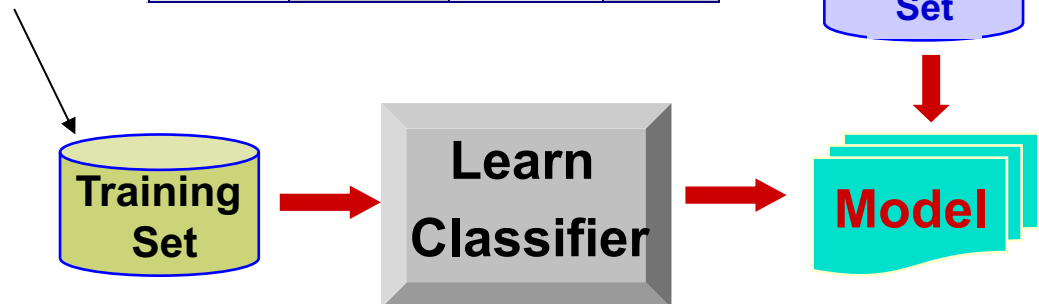 Set
Training
Set
Learn
Classifier
Model